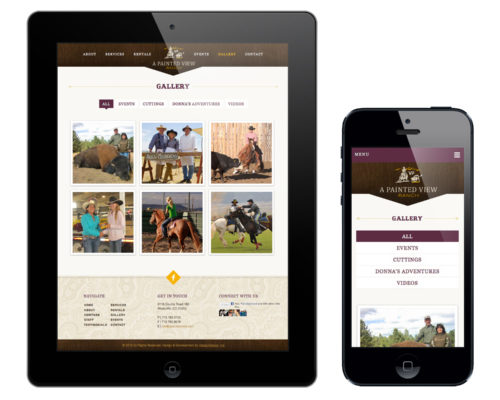 ABOUT SERVICES RENTALS EVENTS GALLERY CONTACT
A PAINTED VIEW
RANCH
GALLERY
ALL EVENTS CUTTINGS DONNA'S ADVENTURES VIDEOS
NAVIGATE
HOME SERVICES
ABOUT RENTALS
HORSES GALLERY
STAFF EVENTS
TESTIMONIALS CONTACT
GET IN TOUCH
CONNECT WITH US
MENU
A PAINTED VIEW
RANCH
GALLERY
ALL
EVENTS
CUTTINGS
DONNA'S ADVENTURES
VIDEOS